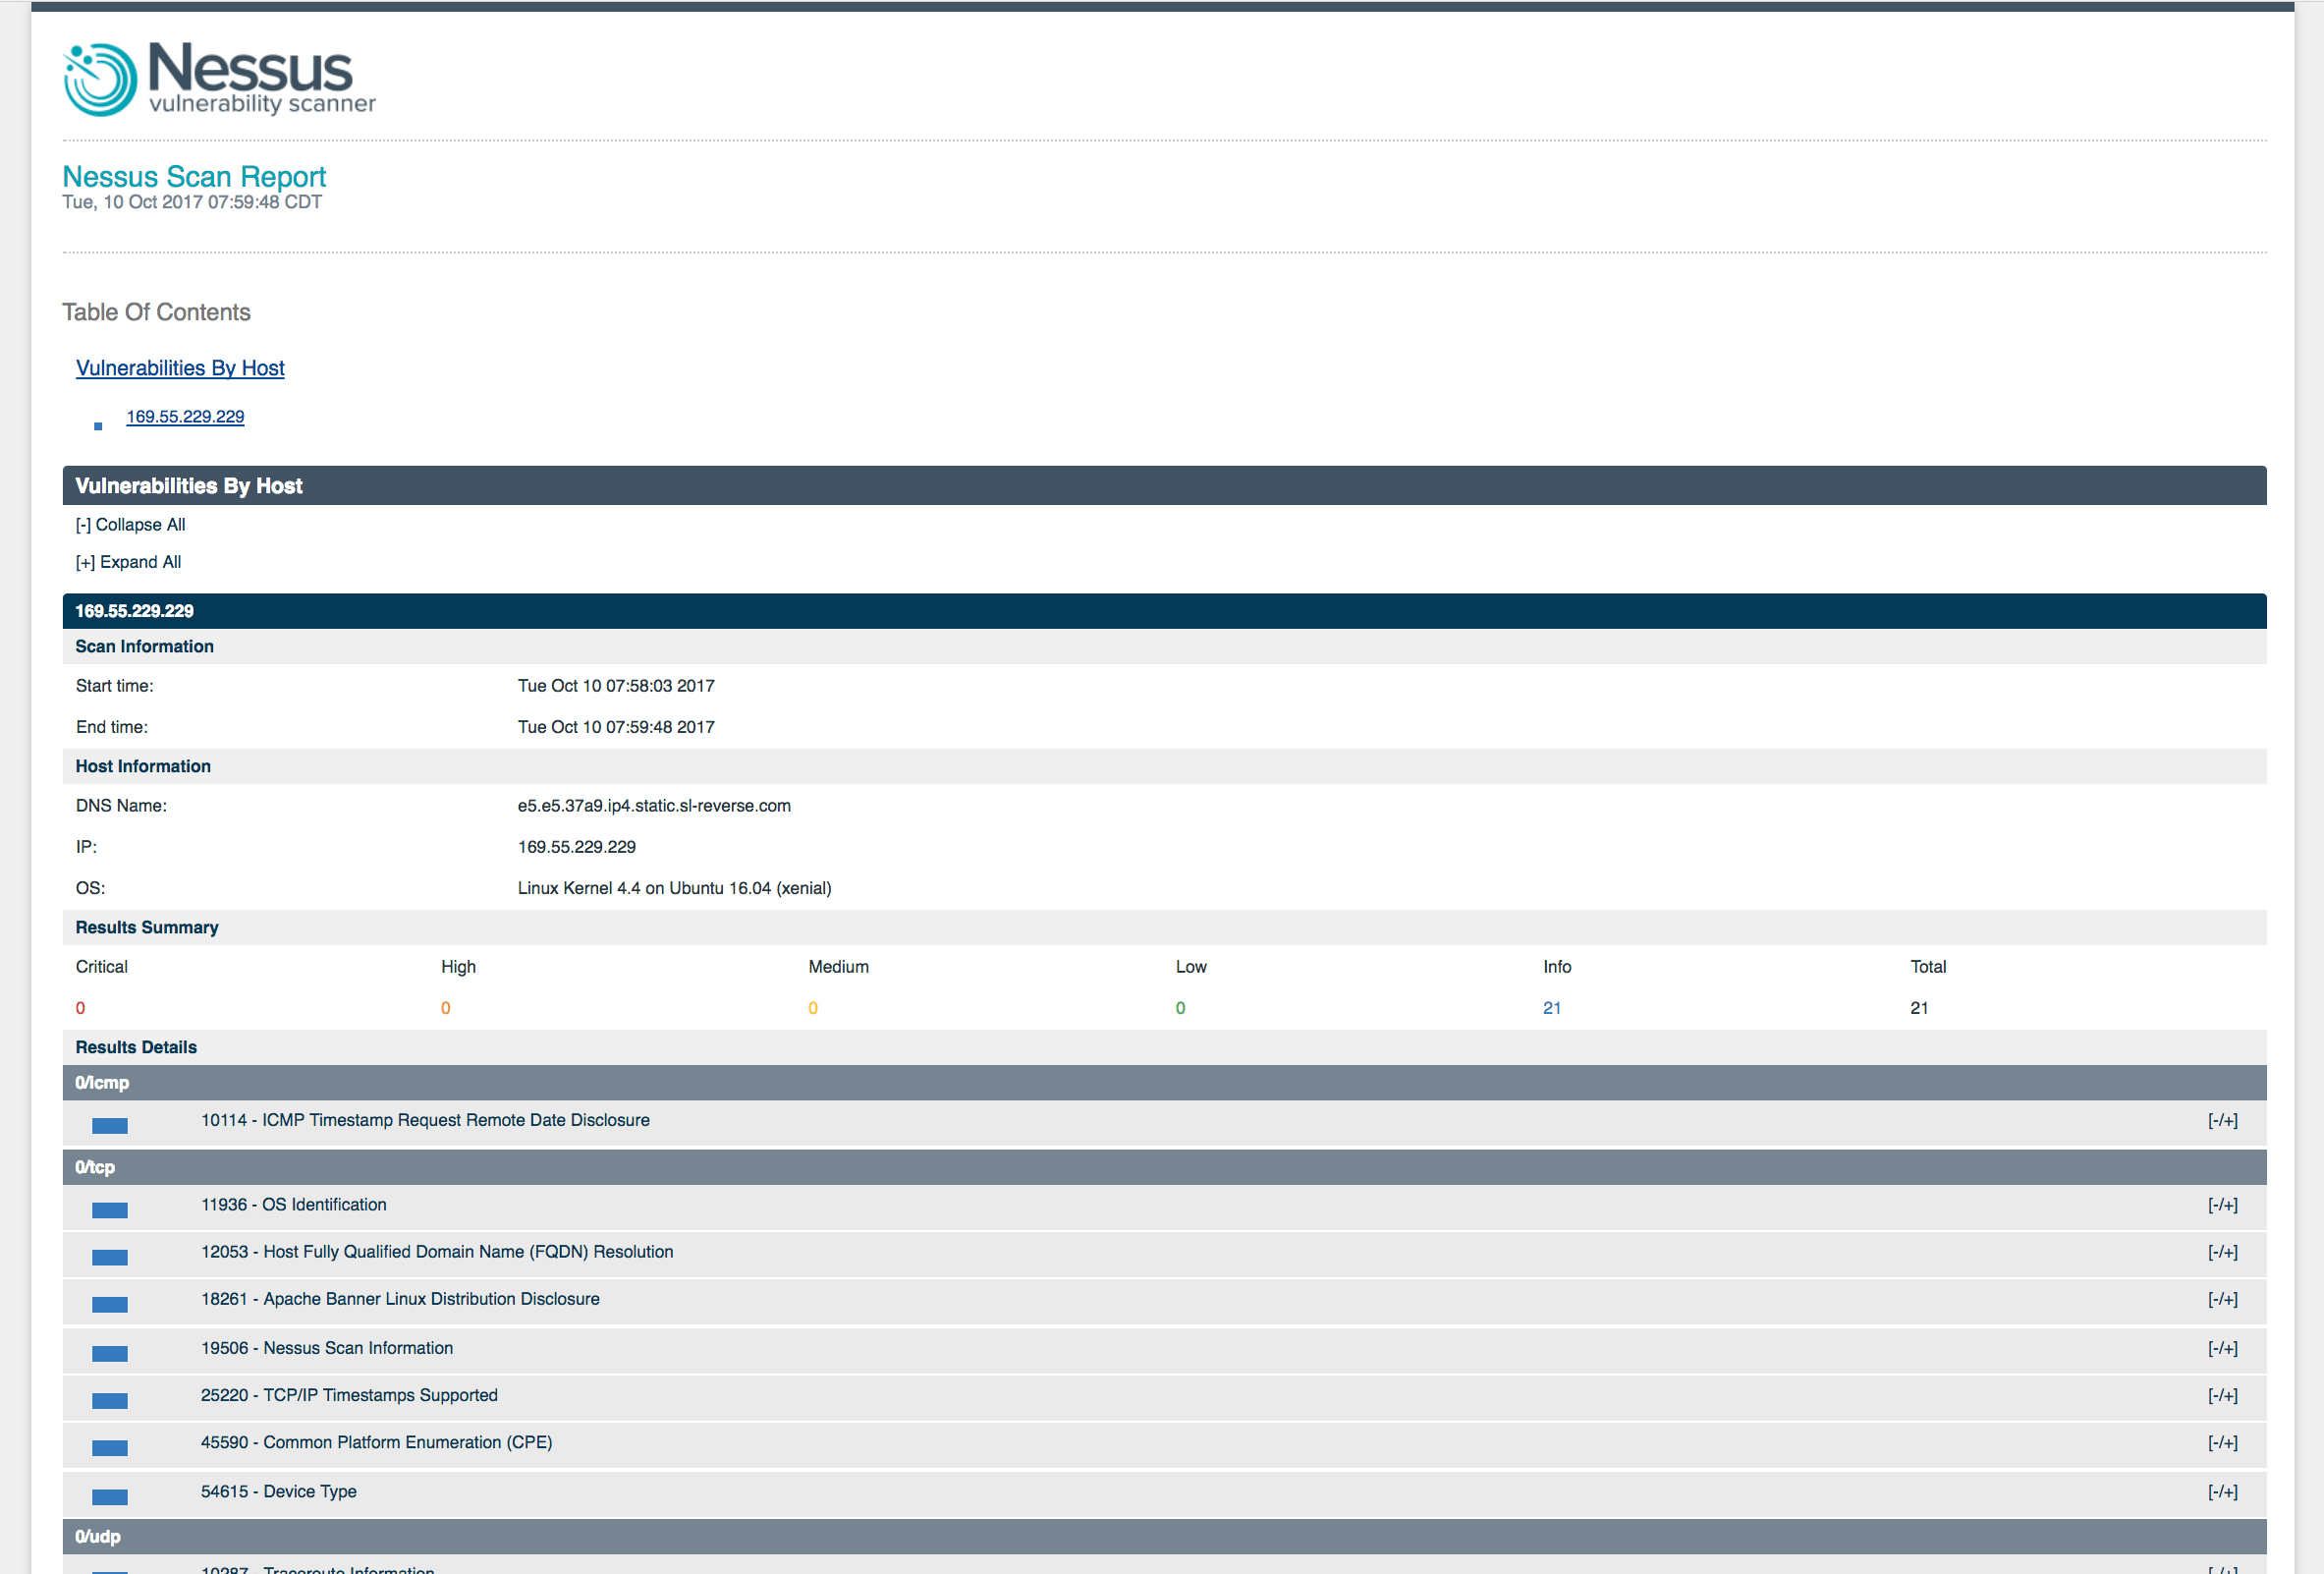 Nessus
vulnerability scanner
Nessus Scan Report
Tue, 10 Oct 2017 07:59:48 CDT
Table Of Contents
Vulnerabilities By Host
169.55.229.229
Vulnerabilities By Host
[-] Collapse All
[+] Expand All
169.55.229.229
Scan Information
Start time: Tue Oct 10 07:58:03 2017
End time: Tue Oct 10 07:59:48 2017
Host Information
DNS Name: e5.e5.37a9.ip4.static.sl-reverse.com
IP: 169.55.229.229
OS: Linux Kernel 4.4 on Ubuntu 16.04 (xenial)
Results Summary
Critical High Medium Low Info Total
0 0 0 0 21 21
Results Details
0/icmp
10114 - ICMP Timestamp Request Remote Date Disclosure [-/+]
0/tcp
11936 - OS Identification [-/+]
12053 - Host Fully Qualified Domain Name (FQDN) Resolution [-/+]
18261 - Apache Banner Linux Distribution Disclosure [-/+]
19506 - Nessus Scan Information [-/+]
25220 - TCP/IP Timestamps Supported [-/+]
45590 - Common Platform Enumeration (CPE) [-/+]
54615 - Device Type [-/+]
0/udp
10287 - Traceroute Information [-/+]